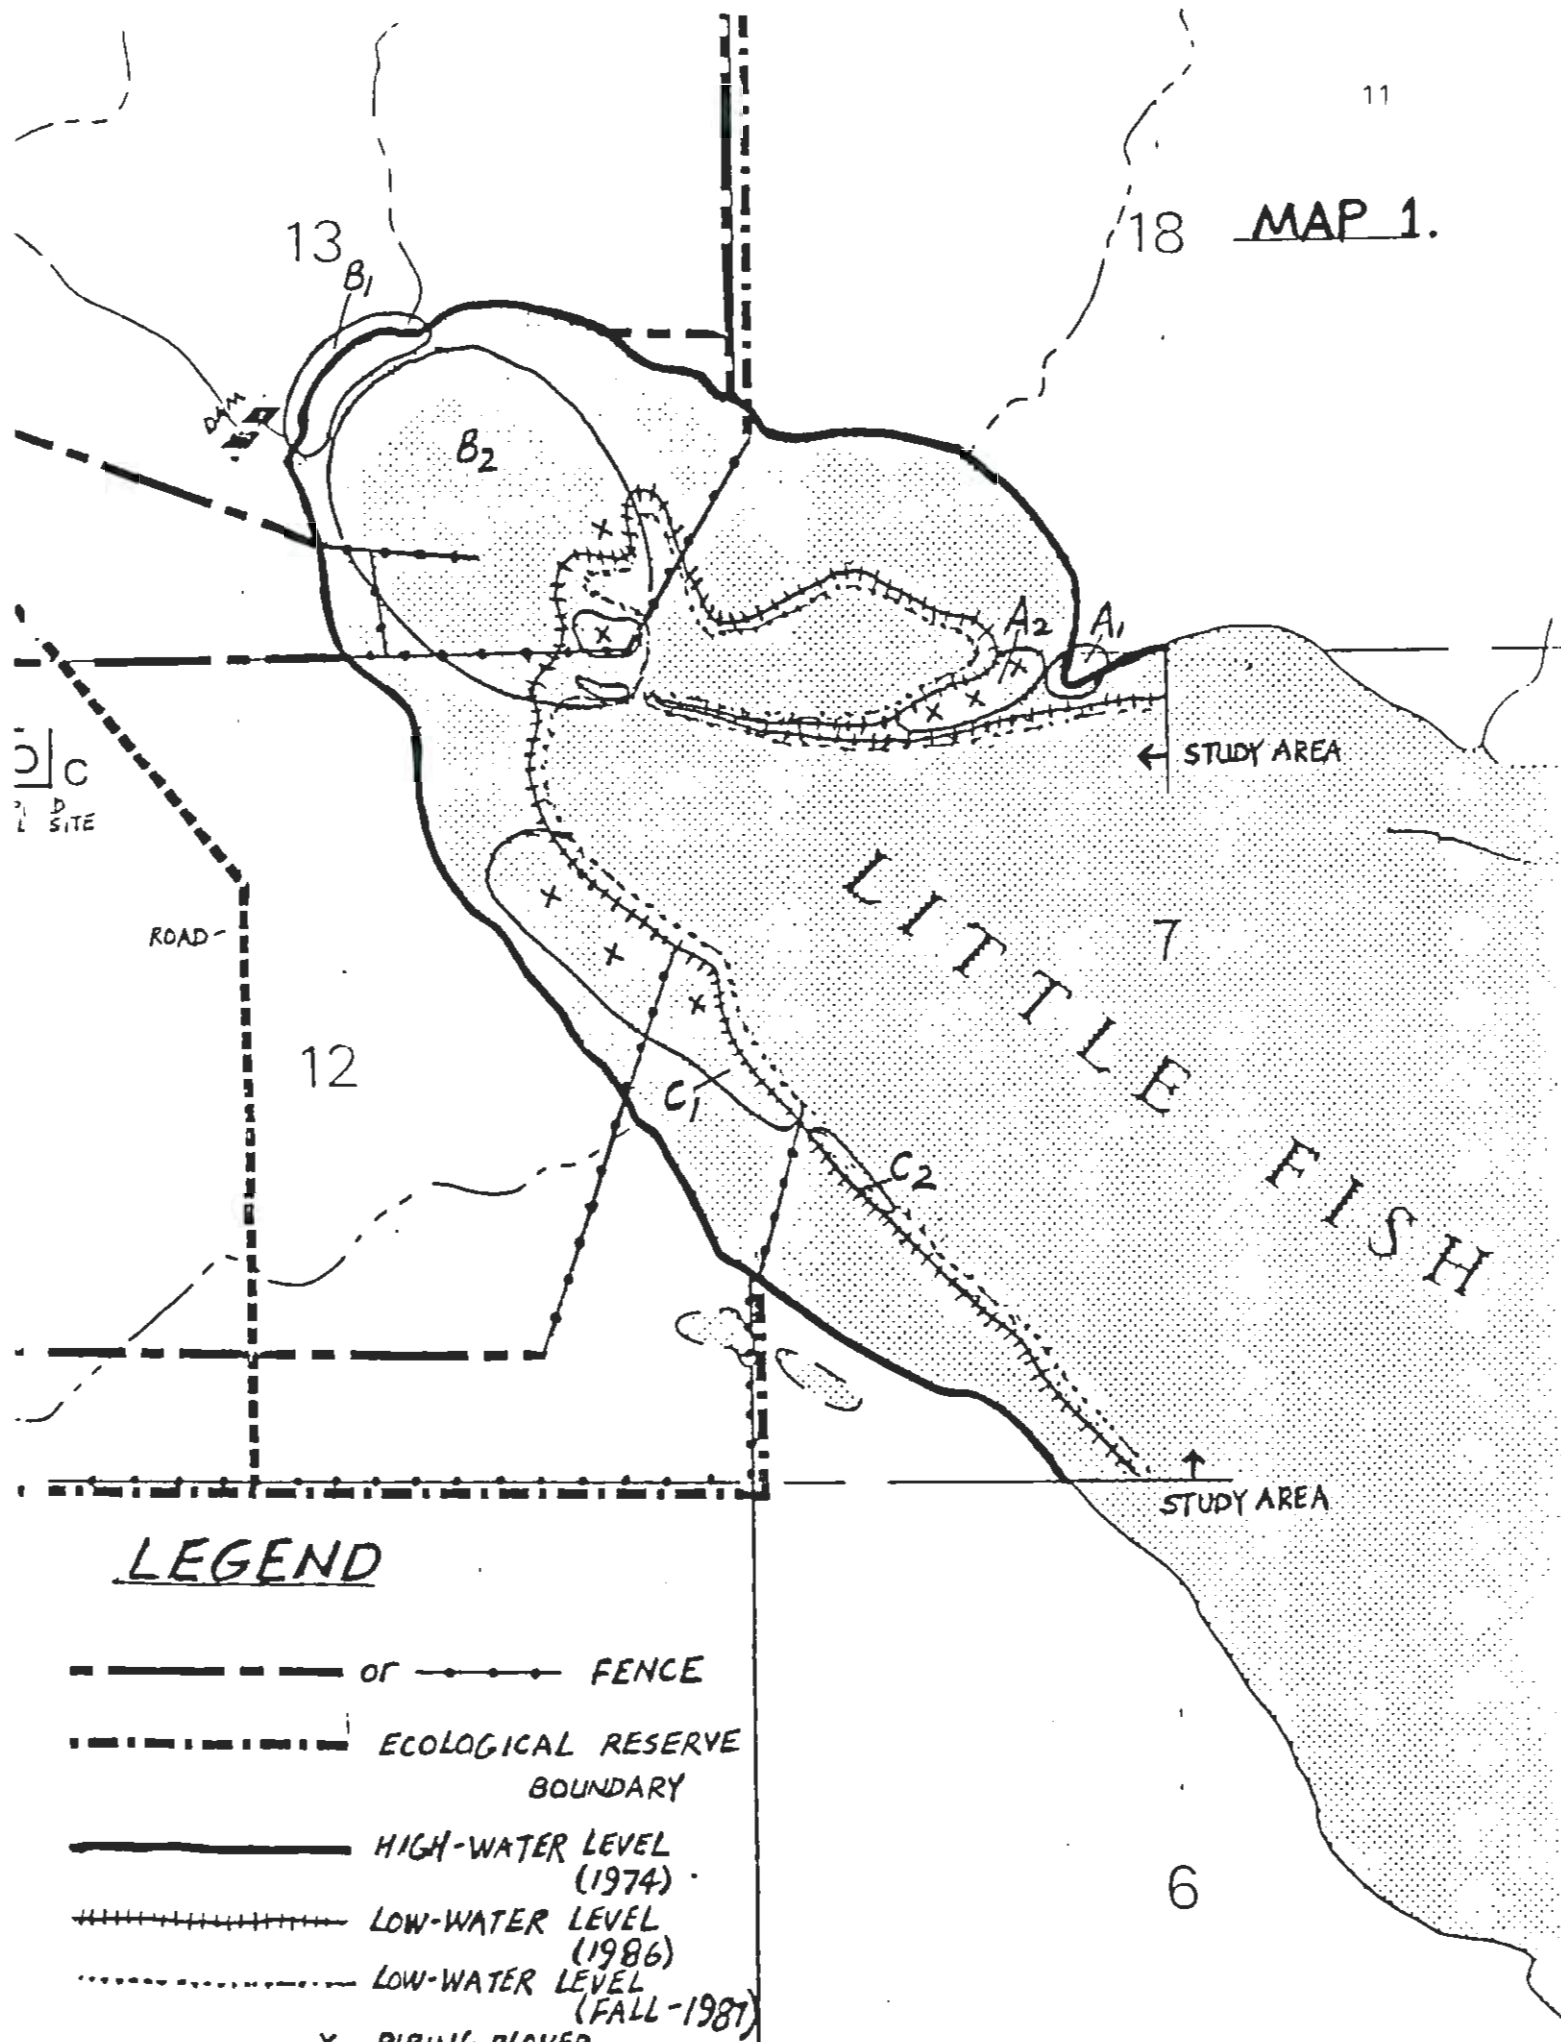 11
MAP 1.
18
13
B1
DAM
B2
A2
A1
← STUDY AREA
C
D
SITE
ROAD
LITTLE FISH
7
12
C1
C2
↑
STUDY AREA
LEGEND
or FENCE
ECOLOGICAL RESERVE
BOUNDARY
HIGH-WATER LEVEL
(1974)
LOW-WATER LEVEL
(1986)
LOW-WATER LEVEL
(FALL-1987)
X PIPING PLOVER
6